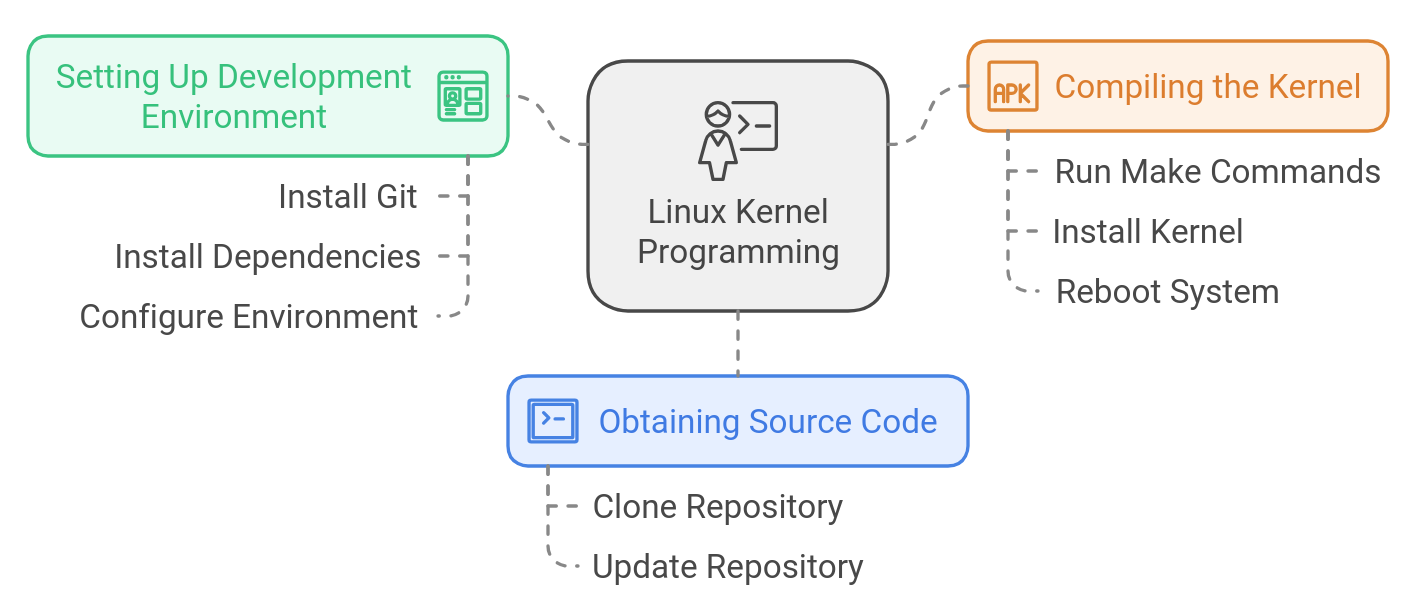 Setting Up Development
Environment
Install Git
Install Dependencies
Configure Environment
Linux Kernel
Programming
APK
Compiling the Kernel
Run Make Commands
Install Kernel
Reboot System
Obtaining Source Code
Clone Repository
Update Repository